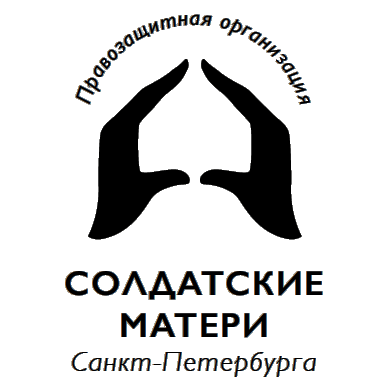 Правозащитная организация
СОЛДАТСКИЕ
МАТЕРИ
Санкт-Петербурга